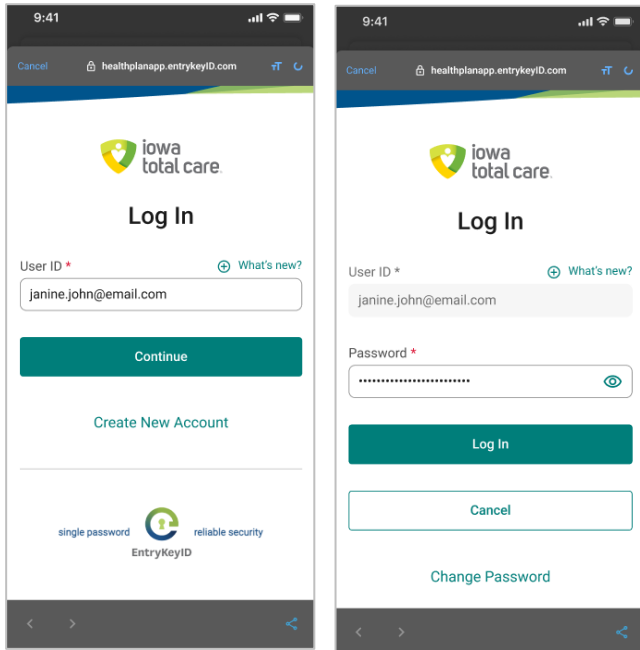 9:41
Cancel
healthplanapp.entrykeyID.com
TT
iowa
total care.
Log In
User ID *
What's new?
janine.john@email.com
Continue
Create New Account
single password
reliable security
EntryKeyID
9:41
Cancel
healthplanapp.entrykeyID.com
TT
iowa
total care.
Log In
User ID *
What's new?
janine.john@email.com
Password *
Log In
Cancel
Change Password